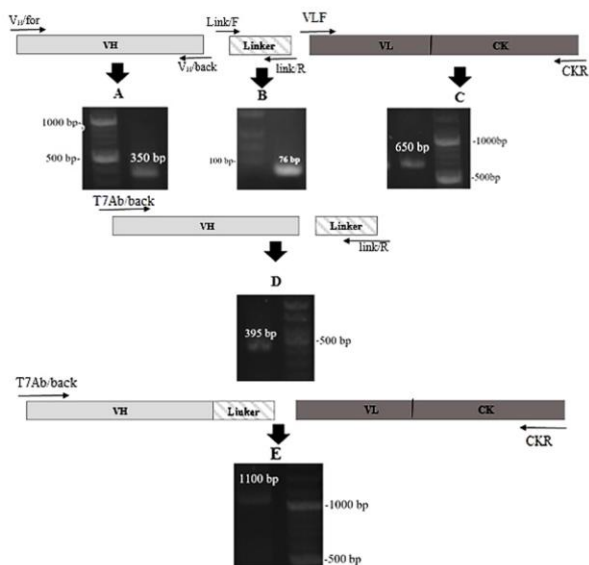 V_H/for
Link/F
VLF
VH
Linker
VL
CK
V_H/back
link/R
CKR
A
B
C
1000 bp-
500 bp-
350 bp
100 bp-
76 bp
650 bp
-1000bp
-500bp
T7Ab/back
VH
Linker
link/R
D
395 bp
-500 bp
T7Ab/back
VH
Linker
VL
CK
CKR
E
1100 bp
-1000 bp
-500 bp